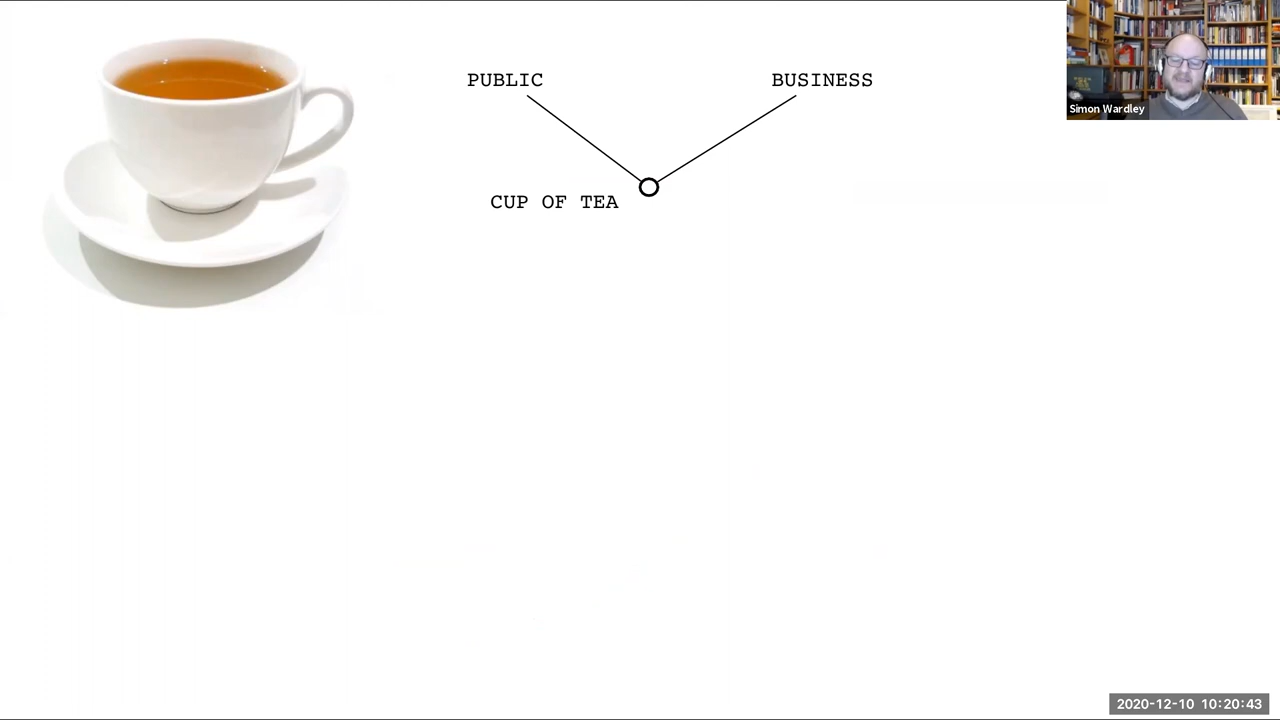 PUBLIC
BUSINESS
Simon Wardley
CUP OF TEA
2020-12-10 10:20:43